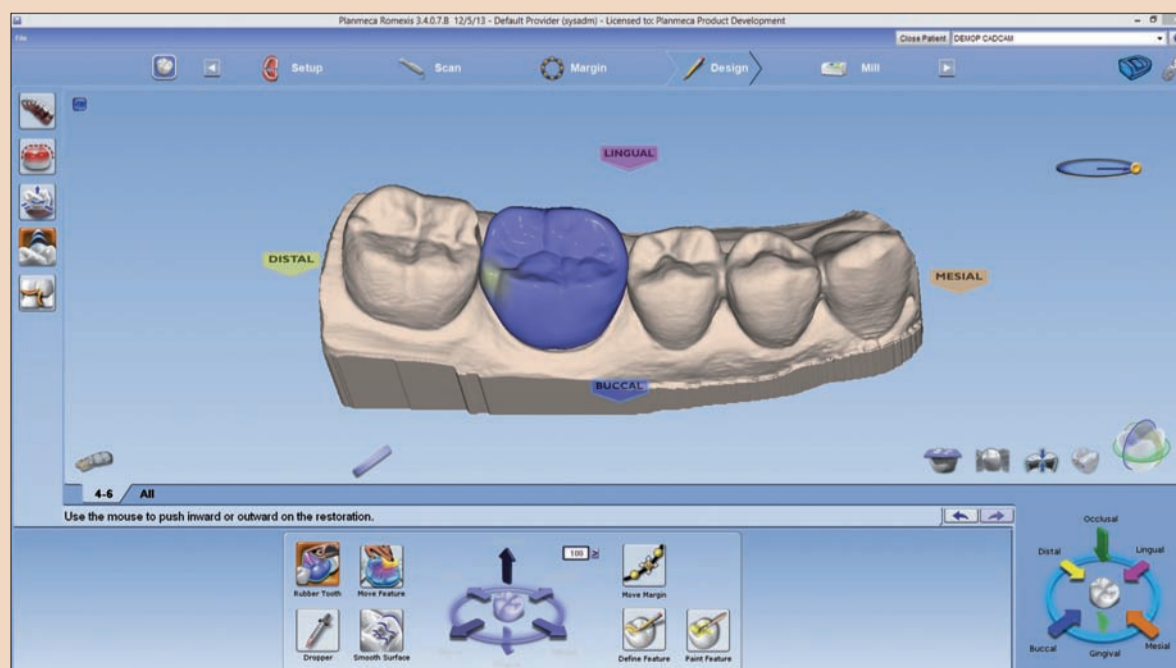 Planmeca Romexis 3.4.0.7.B 12/5/13 - Default Provider (sysadm) - Licensed to: Planmeca Product Development
File
Close Patient DEMOP CADCAM
Setup Scan Margin Design Mill
LINGUAL
DISTAL
MESIAL
BUCCAL
4-6 All
Use the mouse to push inward or outward on the restoration.
100 ≥
Rubber Tooth Move Feature Move Margin
Dropper Smooth Surface Define Feature Paint Feature
Occlusal
Distal Lingual
Buccal Gingival Mesial